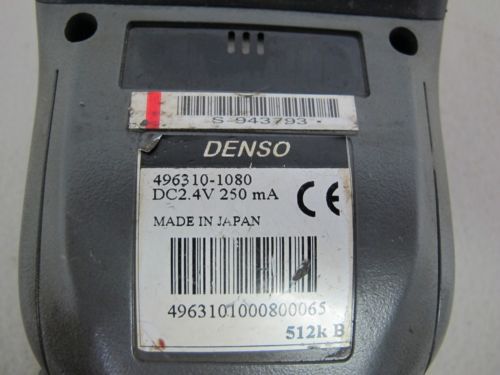 S-943793-
DENSO
496310-1080
DC2.4V 250 mA
CE
MADE IN JAPAN
4963101000800065
512k B